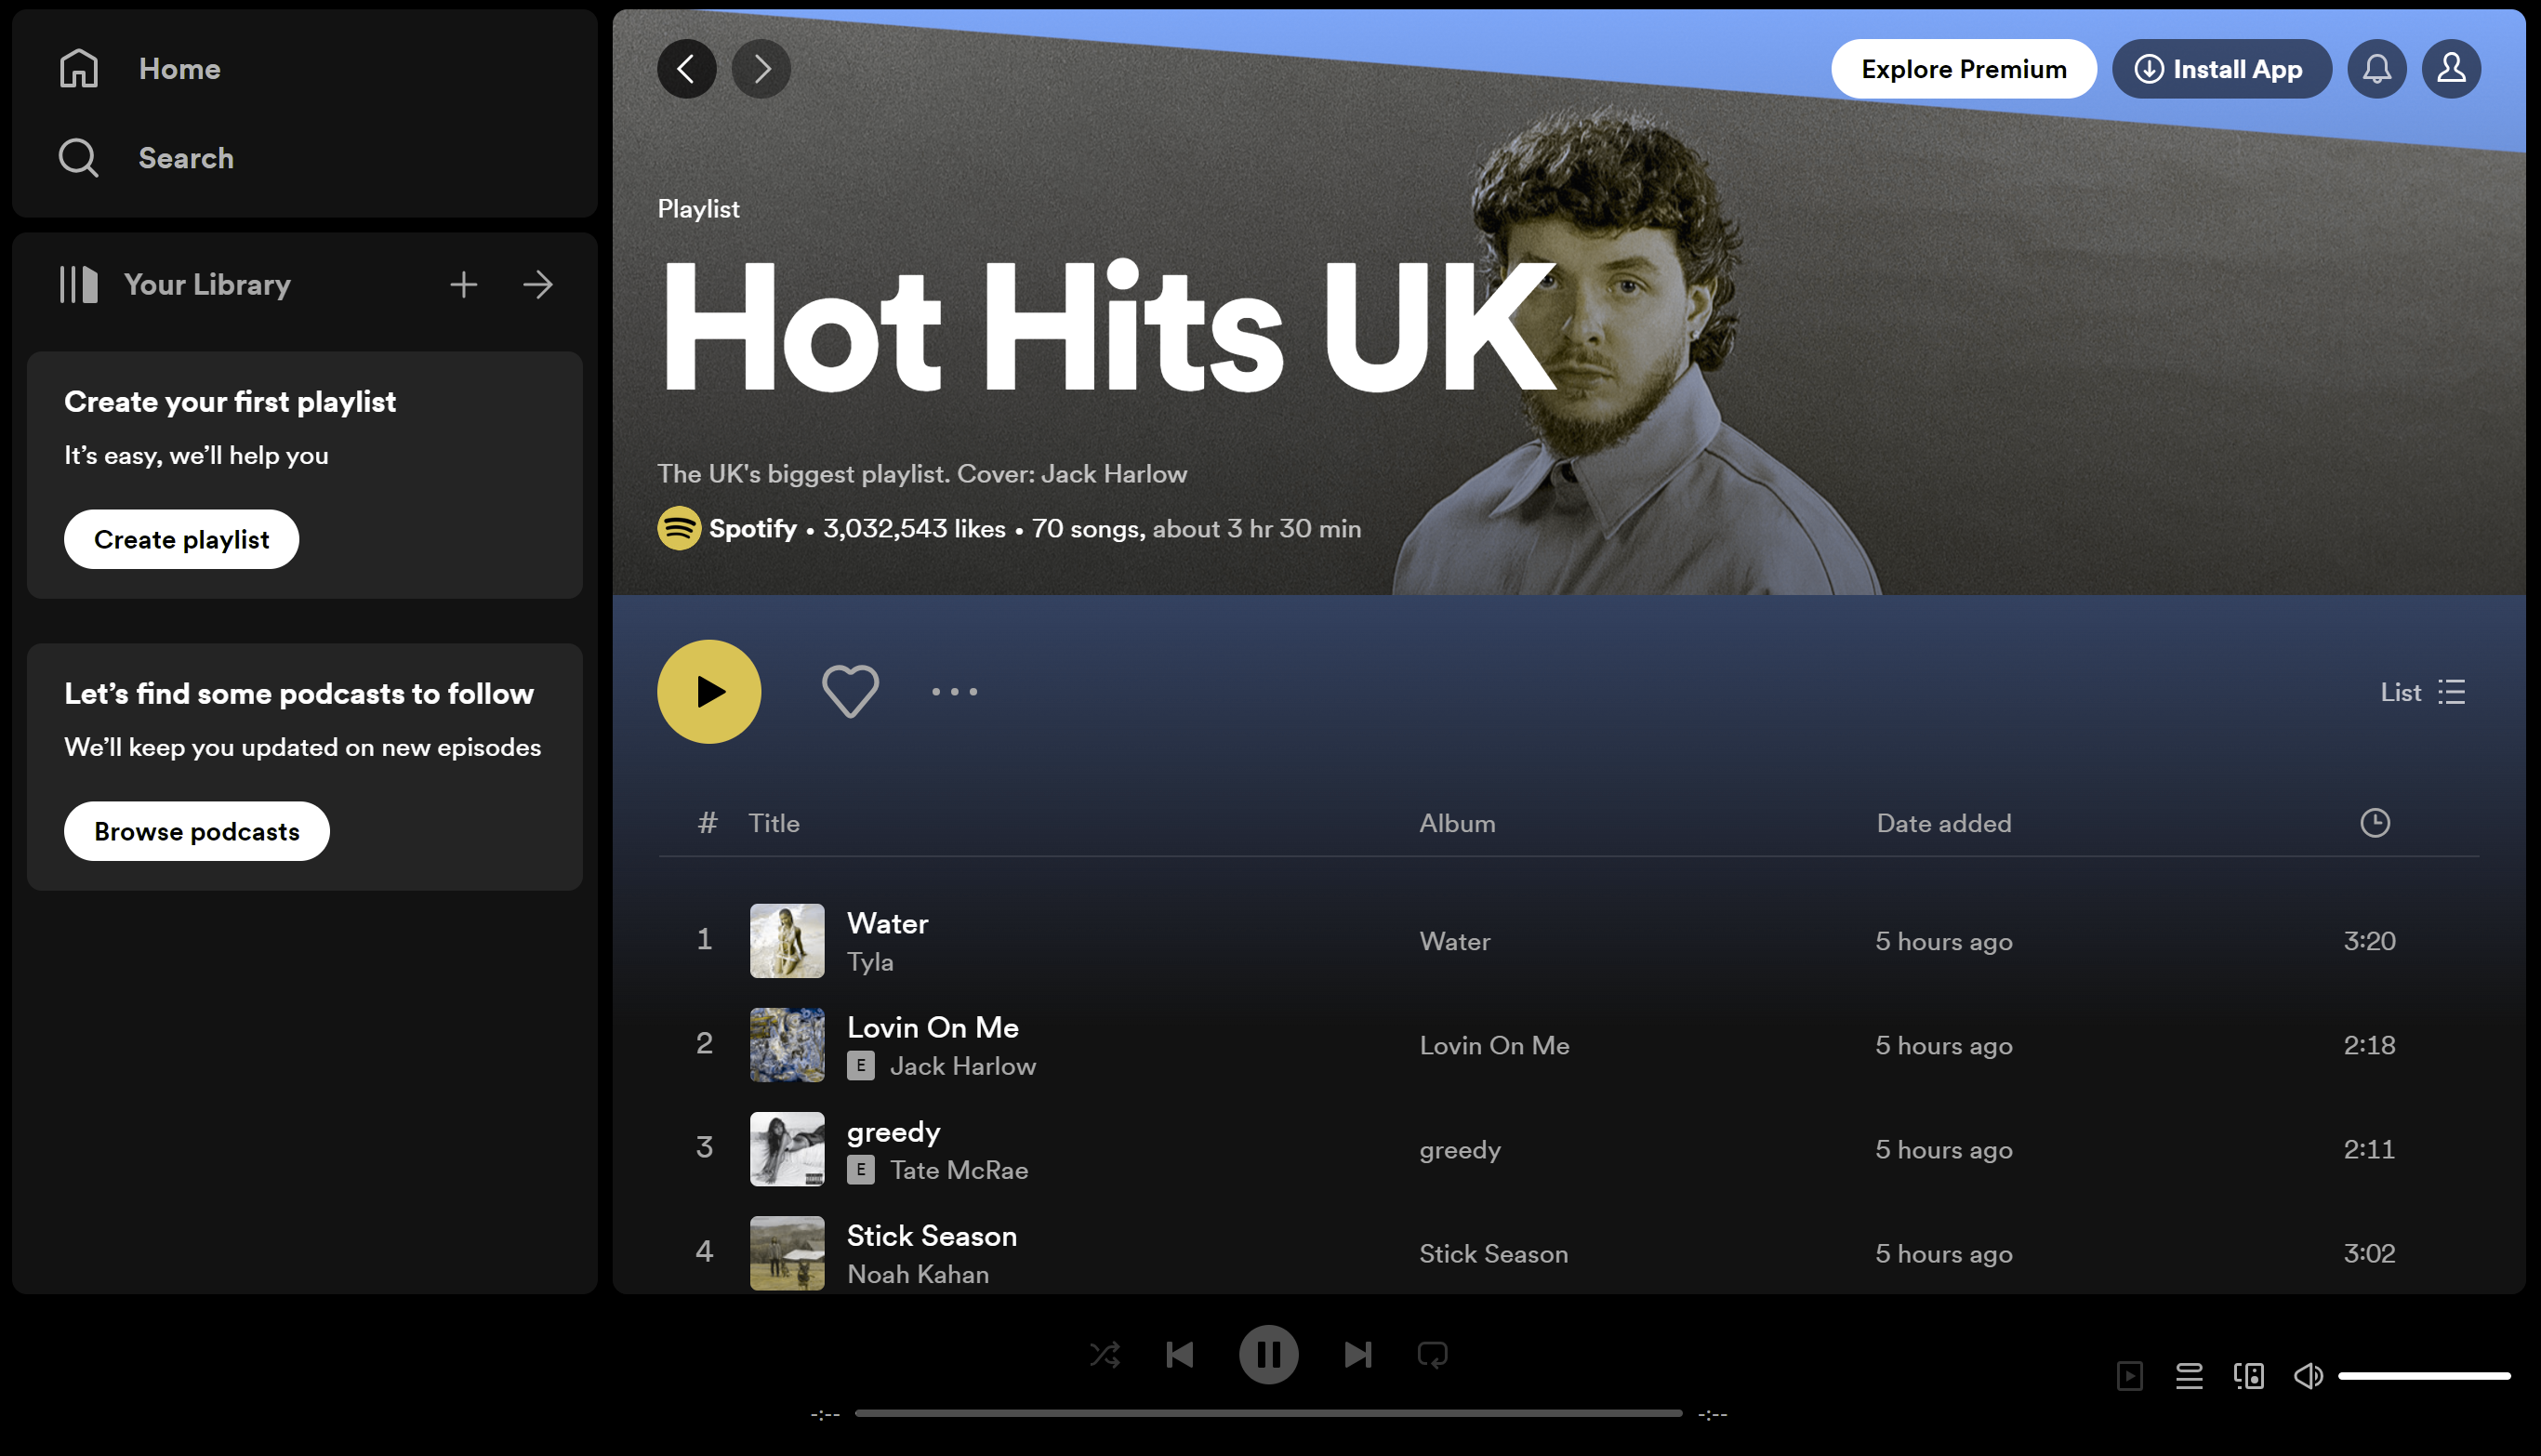 Home
Search
Your Library
Create your first playlist
It's easy, we'll help you
Create playlist
Let's find some podcasts to follow
We'll keep you updated on new episodes
Browse podcasts
Explore Premium
Install App
Playlist
Hot Hits UK
The UK's biggest playlist. Cover: Jack Harlow
Spotify • 3,032,543 likes • 70 songs, about 3 hr 30 min
List
# Title Album Date added
1 Water Water 5 hours ago 3:20
Tyla
2 Lovin On Me Lovin On Me 5 hours ago 2:18
E Jack Harlow
3 greedy greedy 5 hours ago 2:11
E Tate McRae
4 Stick Season Stick Season 5 hours ago 3:02
Noah Kahan
-:-- -:--